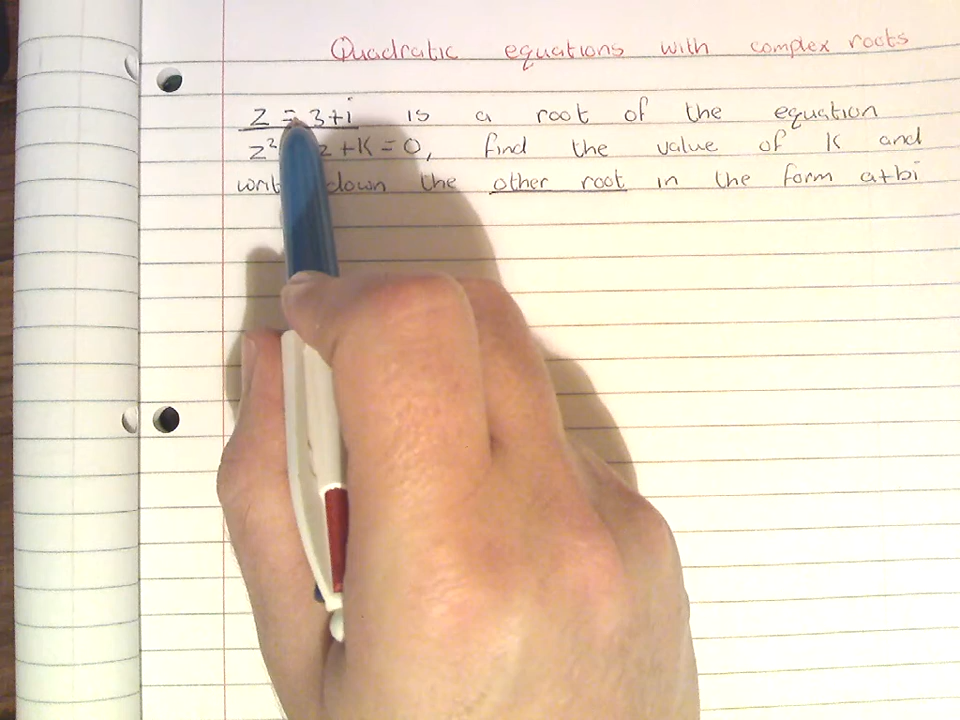 Quadratic equations with complex roots
z = 3+i is a root of the equation
z² z + K = 0, find the value of K and
down the other root in the form a+bi